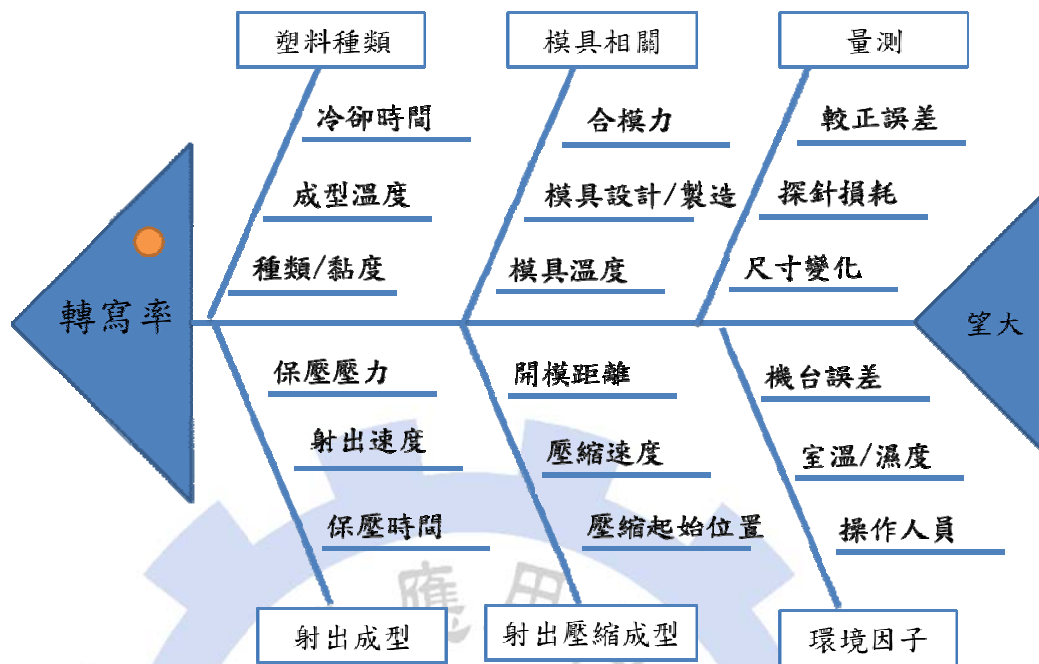 塑料種類
模具相關
量測
冷卻時間
合模力
較正誤差
成型溫度
模具設計/製造
探針損耗
種類/黏度
模具溫度
尺寸變化
轉寫率
望大
保壓壓力
開模距離
機台誤差
射出速度
壓縮速度
室溫/濕度
保壓時間
壓縮起始位置
操作人員
應用
射出成型
射出壓縮成型
環境因子